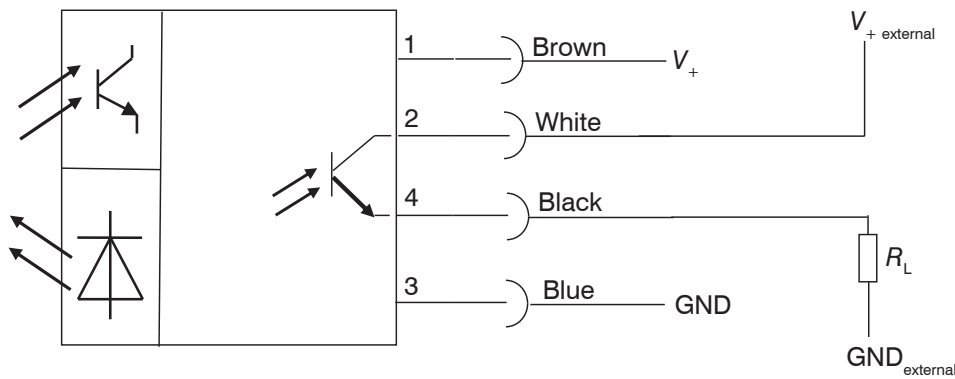 V+ external
1 Brown
V+
2 White
4 Black
RL
3 Blue
GND
GNDexternal